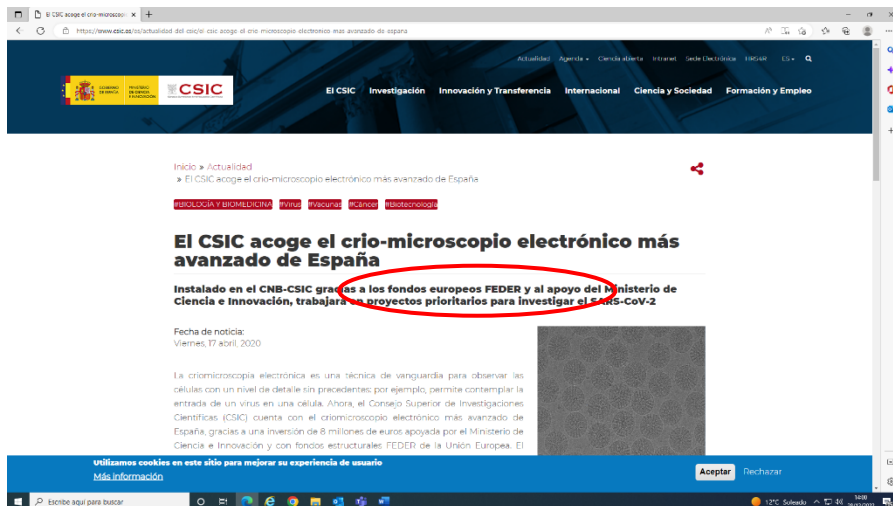 El CSIC acoge el crio-microscopio
https://www.csic.es/es/actualidad-del-csic/el-csic-acoge-el-crio-microscopio-electronico-mas-avanzado-de-espana
Actualidad Agenda Ciencia abierta Intranet Sede Electrónica HRS4R ES
GOBIERNO DE ESPAÑA MINISTERIO DE CIENCIA E INNOVACIÓN CSIC
El CSIC Investigación Innovación y Transferencia Internacional Ciencia y Sociedad Formación y Empleo
Inicio » Actualidad
» El CSIC acoge el crio-microscopio electrónico más avanzado de España
#BIOLOGÍA Y BIOMEDICINA #Virus #Vacunas #Cáncer #Biotecnología
El CSIC acoge el crio-microscopio electrónico más
avanzado de España
Instalado en el CNB-CSIC gracias a los fondos europeos FEDER y al apoyo del Ministerio de
Ciencia e Innovación, trabajará en proyectos prioritarios para investigar el SARS-CoV-2
Fecha de noticia:
Viernes, 17 abril, 2020
La criomicroscopía electrónica es una técnica de vanguardia para observar las
células con un nivel de detalle sin precedentes: por ejemplo, permite contemplar la
entrada de un virus en una célula. Ahora, el Consejo Superior de Investigaciones
Científicas (CSIC) cuenta con el criomicroscopio electrónico más avanzado de
España, gracias a una inversión de 8 millones de euros apoyada por el Ministerio de
Ciencia e Innovación y con fondos estructurales FEDER de la Unión Europea. El
Utilizamos cookies en este sitio para mejorar su experiencia de usuario
Más información
Aceptar Rechazar
Escribe aquí para buscar
12°C Soleado
14:00